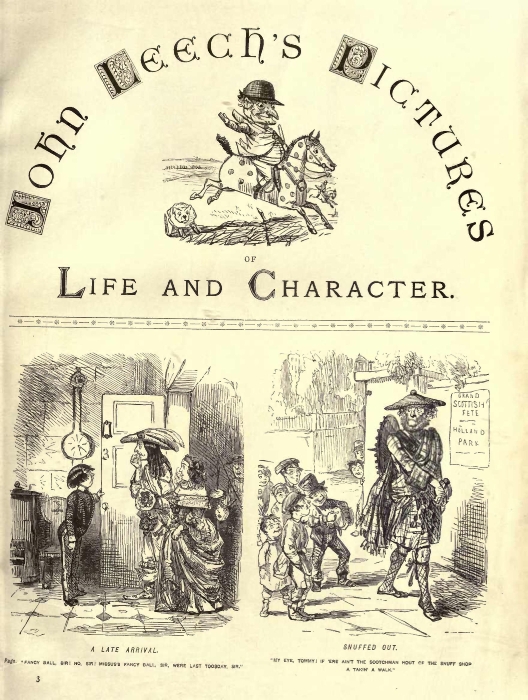 JOHN LEECH'S PICTURES
OF
LIFE AND CHARACTER.
GRAND
SCOTTISH
FETE
HOLLAND
PARK
A LATE ARRIVAL.
SNUFFED OUT.
Page. "FANCY BALL, SIR! NO, SIR! MISSUS'S FANCY BALL, SIR, WERE LAST TOOSDAY, SIR."
"MY EYE, TOMMY! IF 'ERE AIN'T THE SCOTCHMAN HOUT OF THE SNUFF SHOP
A TAKIN' A WALK."
3